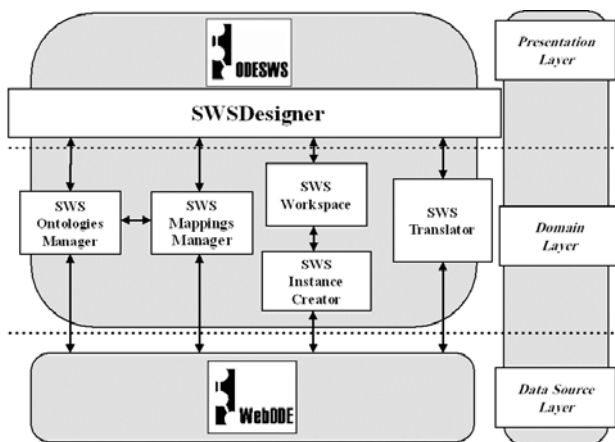 ODESWS
Presentation
Layer
SWSDesigner
SWS
Ontologies
Manager
SWS
Mappings
Manager
SWS
Workspace
SWS
Instance
Creator
SWS
Translator
Domain
Layer
WebODE
Data Source
Layer